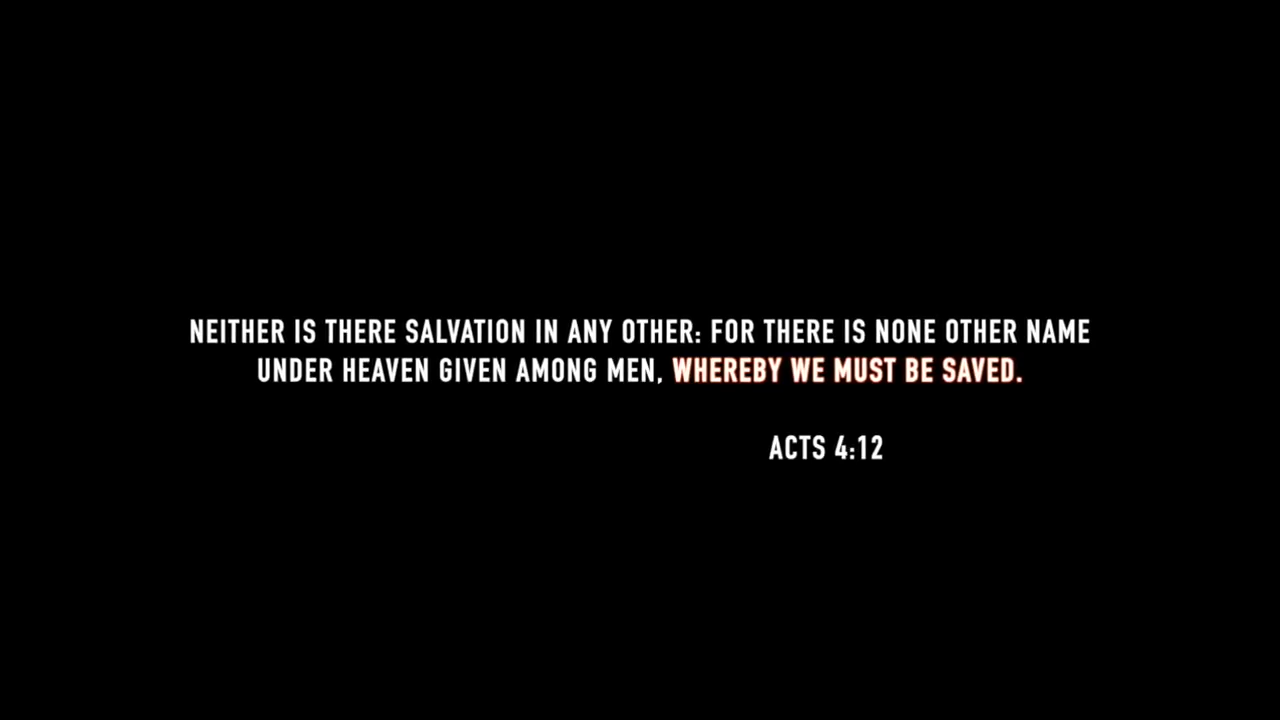 NEITHER IS THERE SALVATION IN ANY OTHER: FOR THERE IS NONE OTHER NAME
UNDER HEAVEN GIVEN AMONG MEN, WHEREBY WE MUST BE SAVED.
ACTS 4:12